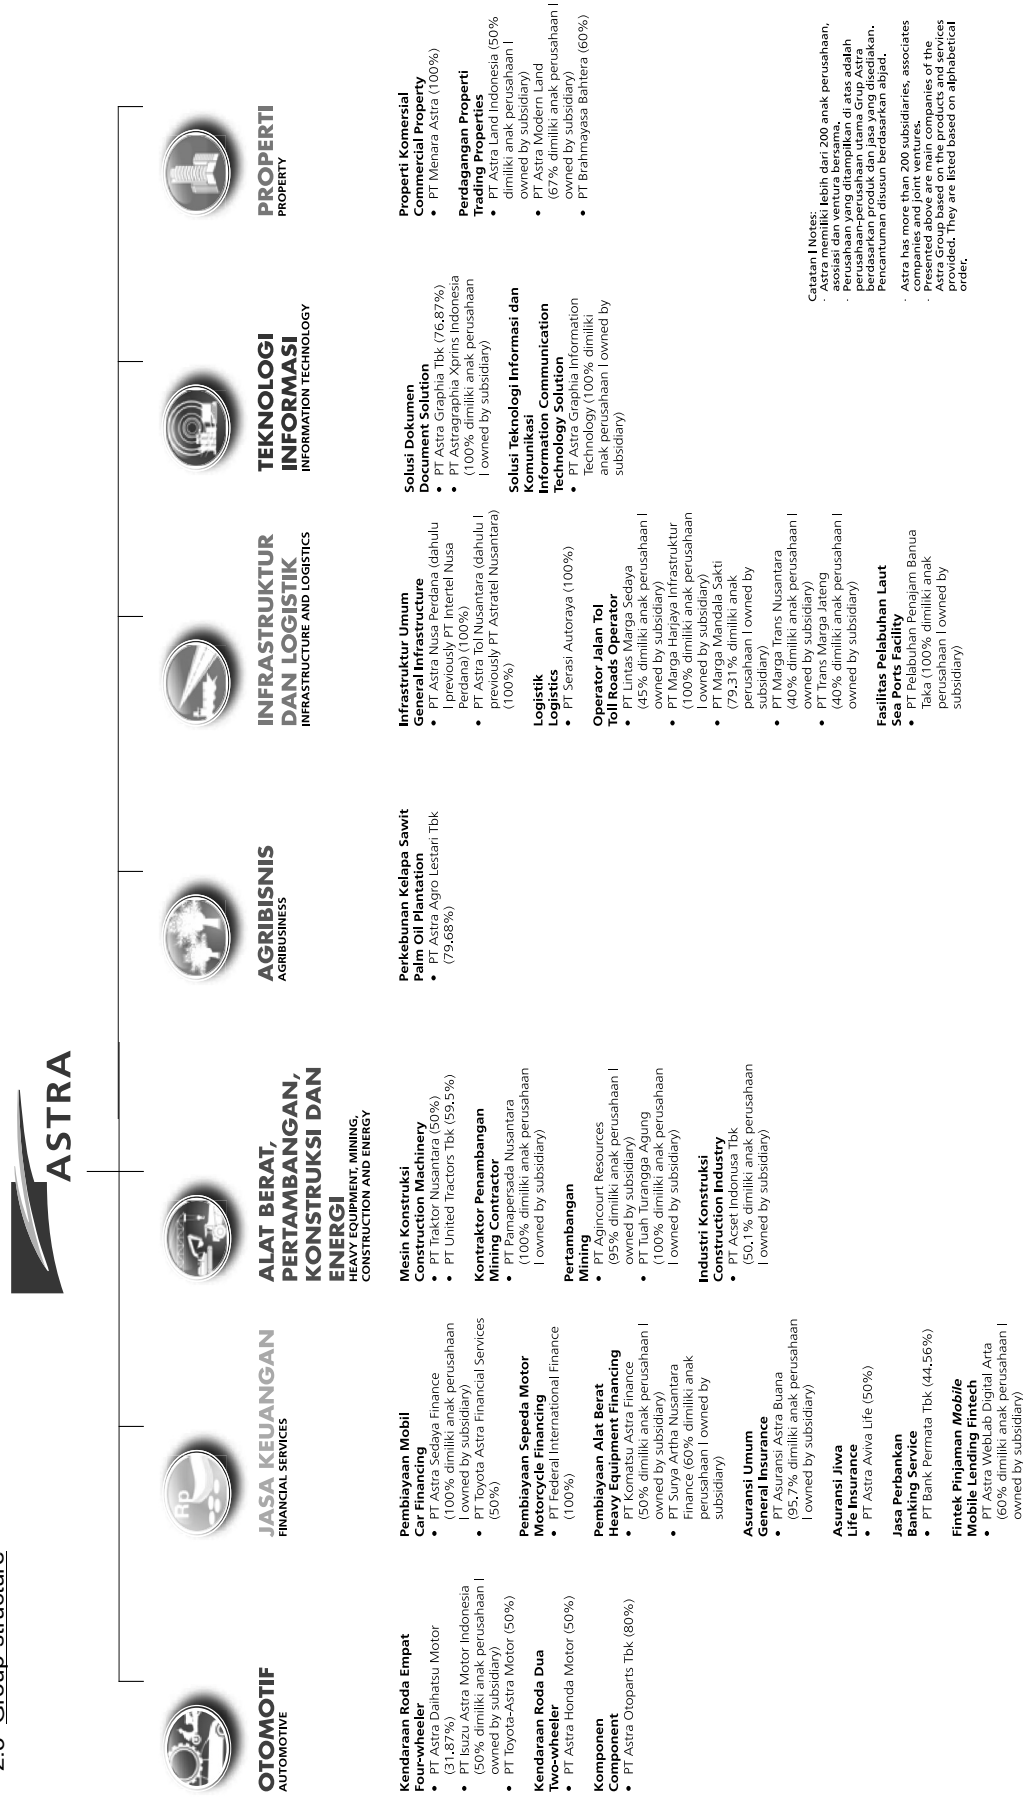 2.6 Group Structure
ASTRA
OTOMOTIF
AUTOMOTIVE
Kendaraan Roda Empat
Four-wheeler
• PT Astra Daihatsu Motor
(31.87%)
• PT Isuzu Astra Motor Indonesia
(50% dimiliki anak perusahaan |
owned by subsidiary)
• PT Toyota-Astra Motor (50%)
Kendaraan Roda Dua
Two-wheeler
• PT Astra Honda Motor (50%)
Komponen
Component
• PT Astra Otoparts Tbk (80%)
JASA KEUANGAN
FINANCIAL SERVICES
Pembiayaan Mobil
Car Financing
• PT Astra Sedaya Finance
(100% dimiliki anak perusahaan
| owned by subsidiary)
• PT Toyota Astra Financial Services
(50%)
Pembiayaan Sepeda Motor
Motorcycle Financing
• PT Federal International Finance
(100%)
Pembiayaan Alat Berat
Heavy Equipment Financing
• PT Komatsu Astra Finance
(50% dimiliki anak perusahaan |
owned by subsidiary)
• PT Surya Artha Nusantara
Finance (60% dimiliki anak
perusahaan | owned by
subsidiary)
Asuransi Umum
General Insurance
• PT Asuransi Astra Buana
(95,7% dimiliki anak perusahaan
| owned by subsidiary)
Asuransi Jiwa
Life Insurance
• PT Astra Aviva Life (50%)
Jasa Perbankan
Banking Service
• PT Bank Permata Tbk (44.56%)
Fintek Pinjaman Mobile
Mobile Lending Fintech
• PT Astra WebLab Digital Arta
(60% dimiliki anak perusahaan |
owned by subsidiary)
ALAT BERAT,
PERTAMBANGAN,
KONSTRUKSI DAN
ENERGI
HEAVY EQUIPMENT, MINING,
CONSTRUCTION AND ENERGY
Mesin Konstruksi
Construction Machinery
• PT Traktor Nusantara (50%)
• PT United Tractors Tbk (59.5%)
Kontraktor Penambangan
Mining Contractor
• PT Pamapersada Nusantara
(100% dimiliki anak perusahaan
| owned by subsidiary)
Pertambangan
Mining
• PT Agincourt Resources
(95% dimiliki anak perusahaan |
owned by subsidiary)
• PT Tuah Turangga Agung
(100% dimiliki anak perusahaan
| owned by subsidiary)
Industri Konstruksi
Construction Industry
• PT Acset Indonusa Tbk
(50.1% dimiliki anak perusahaan
| owned by subsidiary)
AGRIBISNIS
AGRIBUSINESS
Perkebunan Kelapa Sawit
Palm Oil Plantation
• PT Astra Agro Lestari Tbk
(79.68%)
INFRASTRUKTUR
DAN LOGISTIK
INFRASTRUCTURE AND LOGISTICS
Infrastruktur Umum
General Infrastructure
• PT Astra Nusa Perdana (dahulu
| previously PT Intertel Nusa
Perdana) (100%)
• PT Astra Tol Nusantara (dahulu |
previously PT Astratel Nusantara)
(100%)
Logistik
Logistics
• PT Serasi Autoraya (100%)
Operator Jalan Tol
Toll Roads Operator
• PT Lintas Marga Sedaya
(45% dimiliki anak perusahaan |
owned by subsidiary)
• PT Marga Harjaya Infrastruktur
(100% dimiliki anak perusahaan
| owned by subsidiary)
• PT Marga Mandala Sakti
(79.31% dimiliki anak
perusahaan | owned by
subsidiary)
• PT Marga Trans Nusantara
(40% dimiliki anak perusahaan |
owned by subsidiary)
• PT Trans Marga Jateng
(40% dimiliki anak perusahaan |
owned by subsidiary)
Fasilitas Pelabuhan Laut
Sea Ports Facility
• PT Pelabuhan Penajam Banua
Taka (100% dimiliki anak
perusahaan | owned by
subsidiary)
TEKNOLOGI
INFORMASI
INFORMATION TECHNOLOGY
Solusi Dokumen
Document Solution
• PT Astra Graphia Tbk (76.87%)
• PT Astragraphia Xprins Indonesia
(100% dimiliki anak perusahaan
| owned by subsidiary)
Solusi Teknologi Informasi dan
Komunikasi
Information Communication
Technology Solution
• PT Astra Graphia Information
Technology (100% dimiliki
anak perusahaan | owned by
subsidiary)
PROPERTI
PROPERTY
Properti Komersial
Commercial Property
• PT Menara Astra (100%)
Perdagangan Properti
Trading Properties
• PT Astra Land Indonesia (50%
dimiliki anak perusahaan |
owned by subsidiary)
• PT Astra Modern Land
(67% dimiliki anak perusahaan |
owned by subsidiary)
• PT Brahmayasa Bahtera (60%)
Catatan | Notes:
- Astra memiliki lebih dari 200 anak perusahaan,
asosiasi dan ventura bersama.
- Perusahaan yang ditampilkan di atas adalah
perusahaan-perusahaan utama Grup Astra
berdasarkan produk dan jasa yang disediakan.
Pencantuman disusun berdasarkan abjad.
- Astra has more than 200 subsidiaries, associates
companies and joint ventures.
- Presented above are main companies of the
Astra Group based on the products and services
provided. They are listed based on alphabetical
order.